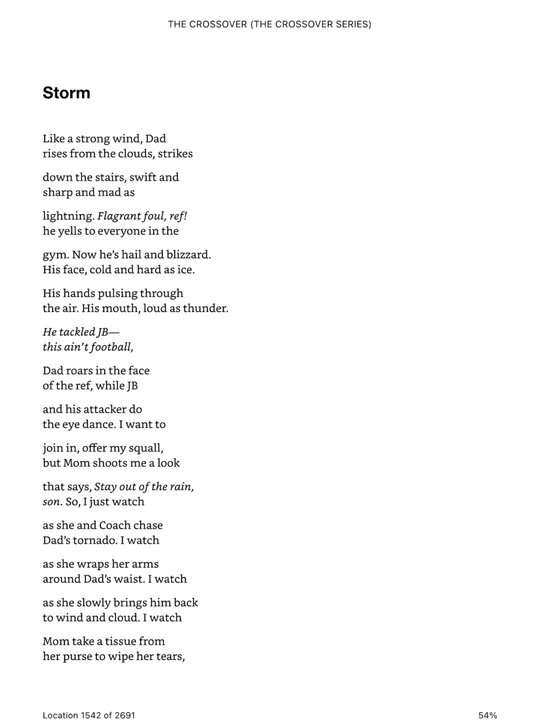 THE CROSSOVER (THE CROSSOVER SERIES)
Storm
Like a strong wind, Dad
rises from the clouds, strikes
down the stairs, swift and
sharp and mad as
lightning. Flagrant foul, ref!
he yells to everyone in the
gym. Now he's hail and blizzard.
His face, cold and hard as ice.
His hands pulsing through
the air. His mouth, loud as thunder.
He tackled JB—
this ain't football,
Dad roars in the face
of the ref, while JB
and his attacker do
the eye dance. I want to
join in, offer my squall,
but Mom shoots me a look
that says, Stay out of the rain,
son. So, I just watch
as she and Coach chase
Dad's tornado. I watch
as she wraps her arms
around Dad's waist. I watch
as she slowly brings him back
to wind and cloud. I watch
Mom take a tissue from
her purse to wipe her tears,
Location 1542 of 2691
54%